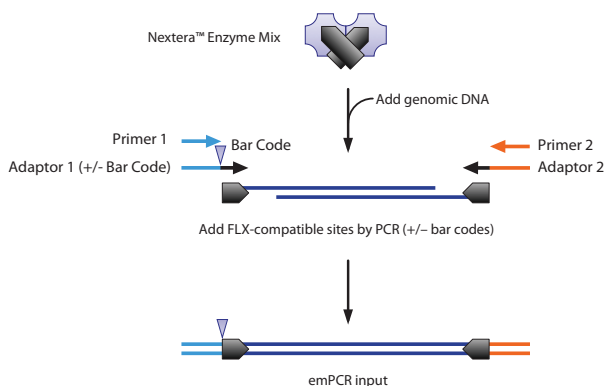 Nextera™ Enzyme Mix
Add genomic DNA
Primer 1
Bar Code
Primer 2
Adaptor 1 (+/- Bar Code)
Adaptor 2
Add FLX-compatible sites by PCR (+/– bar codes)
emPCR input